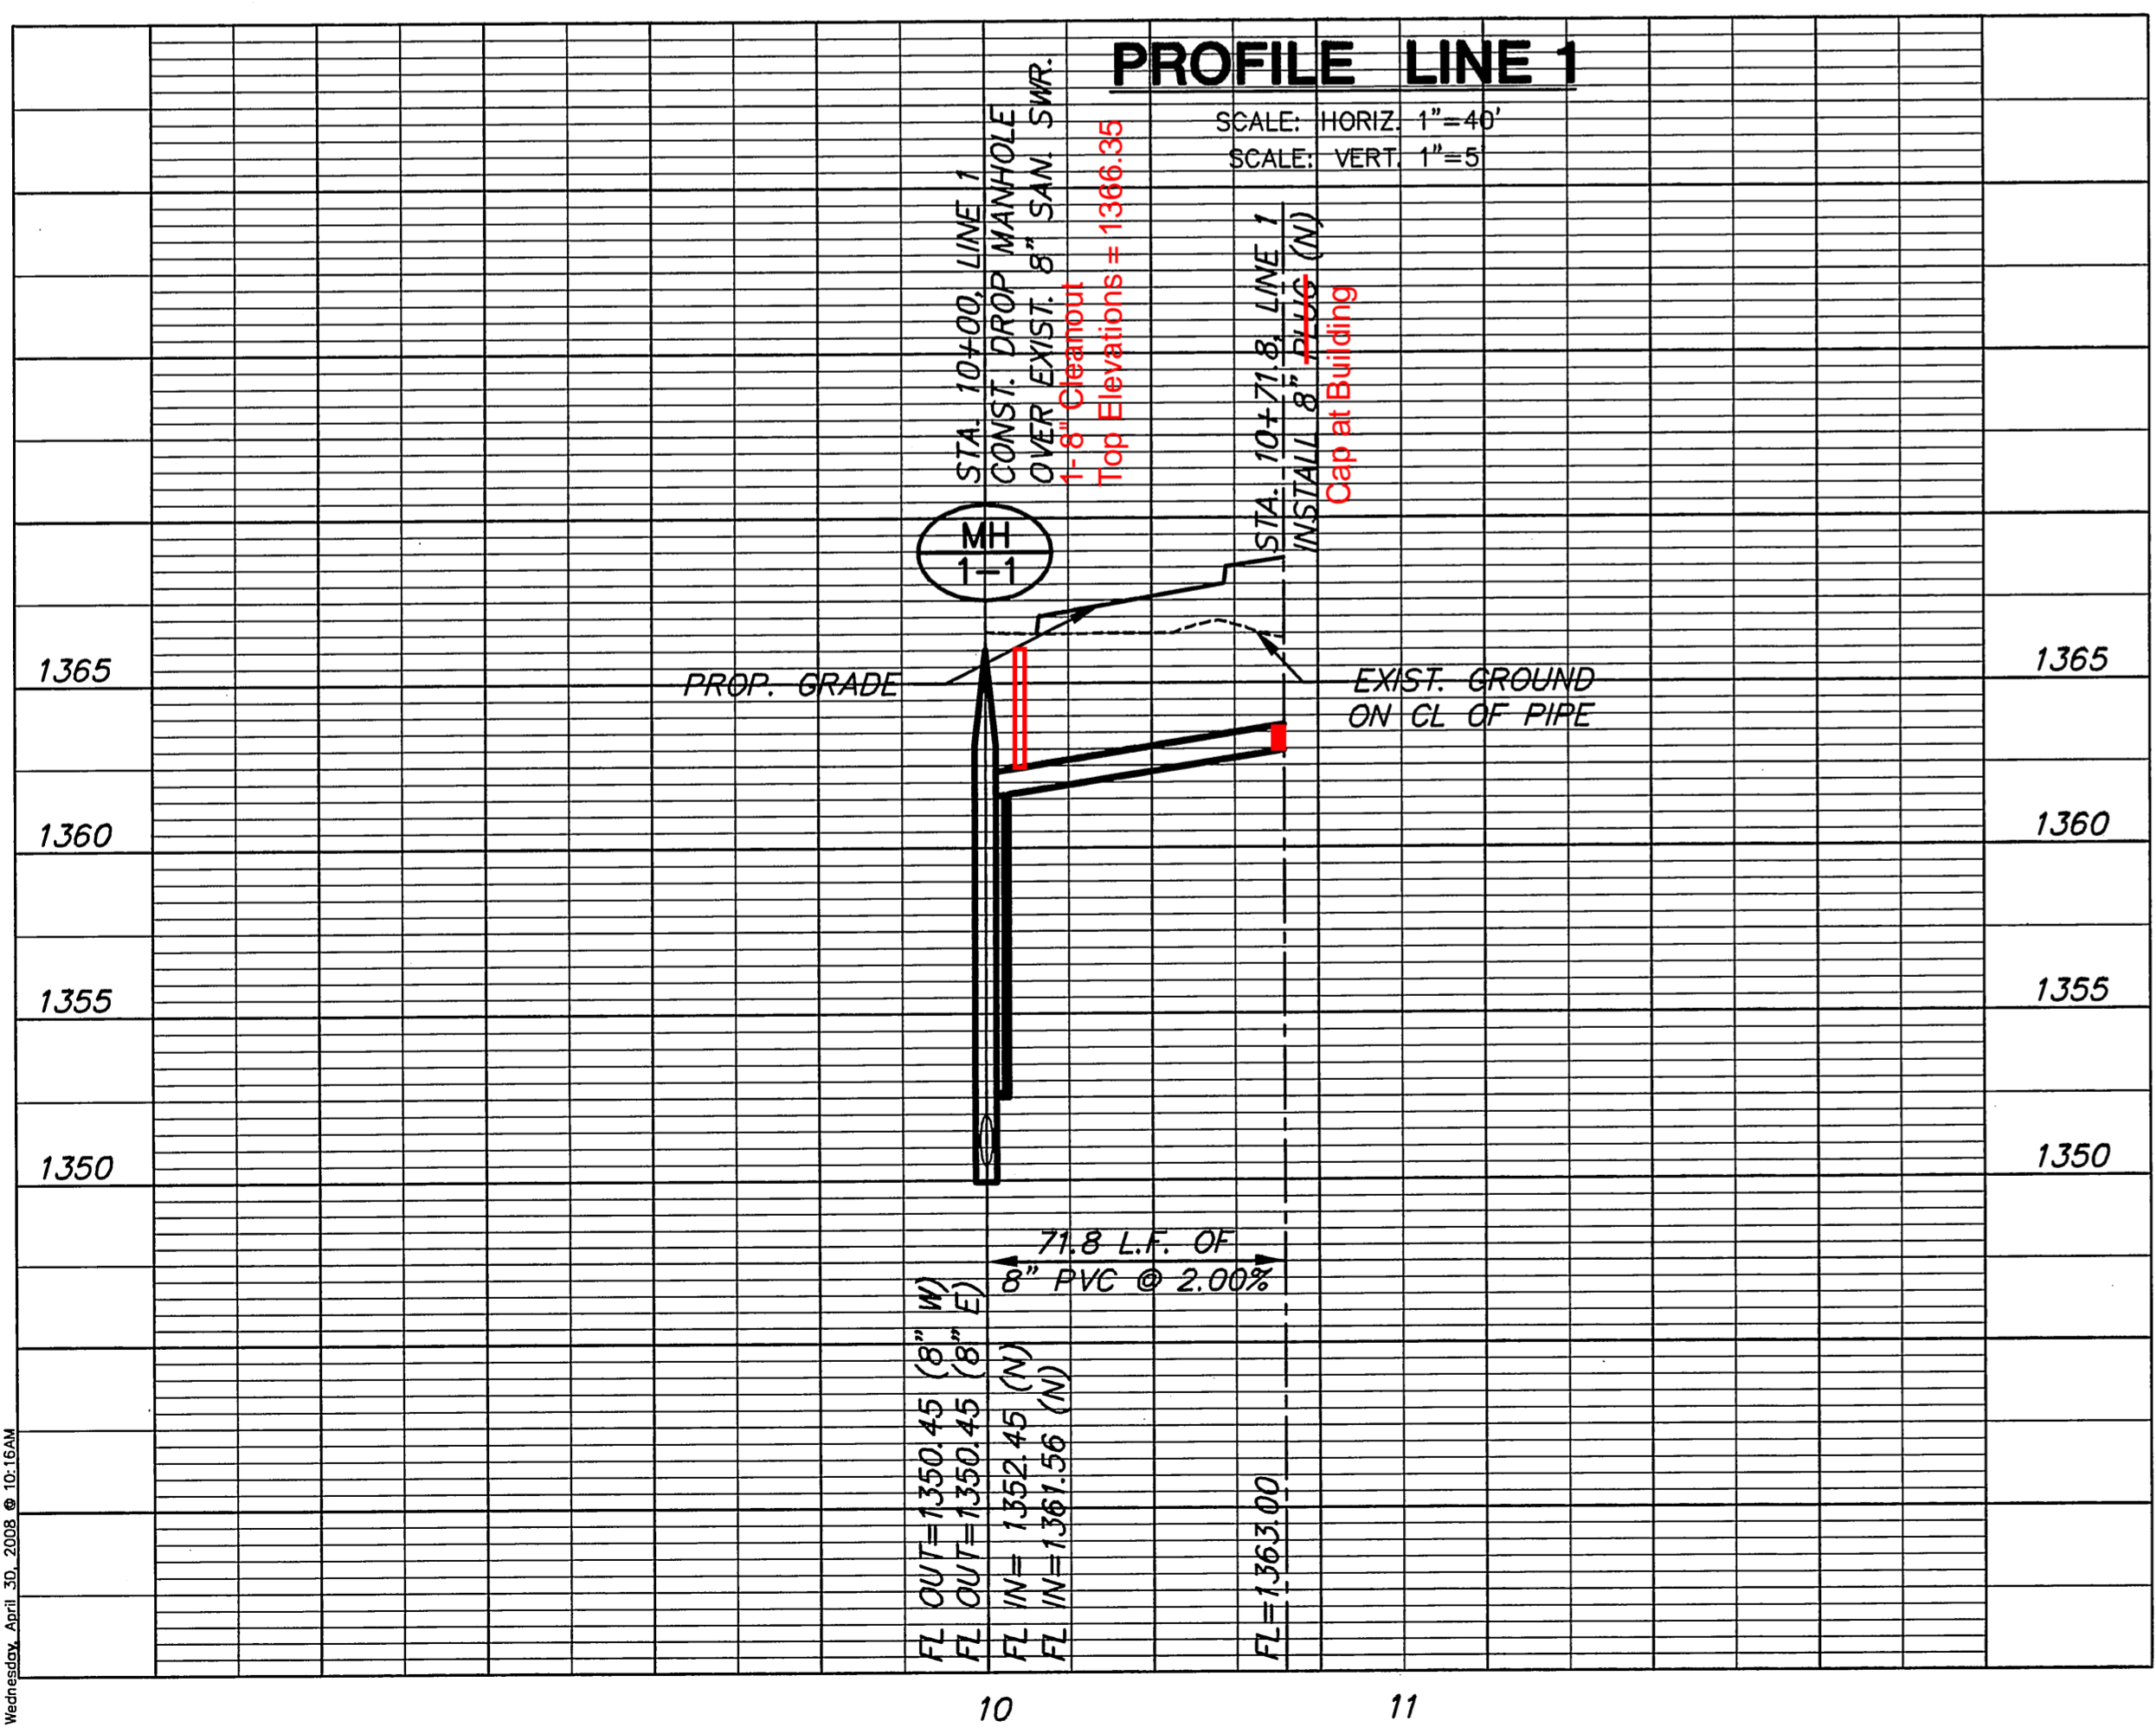 PROFILE LINE 1
SCALE: HORIZ. 1"=40'
SCALE: VERT. 1"=5'
STA. 10+00, LINE 1
CONST. DROP MANHOLE
OVER EXIST. 8" SAN. SWR.
1-8" Cleanout
Top Elevations = 1366.35
STA. 10+71.8, LINE 1
INSTALL 8" PLUG (N)
Cap at Building
MH
1-1
PROP. GRADE
EXIST. GROUND
ON CL OF PIPE
1365
1365
1360
1360
1355
1355
1350
1350
71.8 L.F. OF
8" PVC @ 2.00%
FL OUT=1350.45 (8" W)
FL OUT=1350.45 (8" E)
FL IN= 1352.45 (N)
FL IN=1361.56 (N)
FL=1363.00
10
11
Wednesday, April 30, 2008 @ 10:16AM